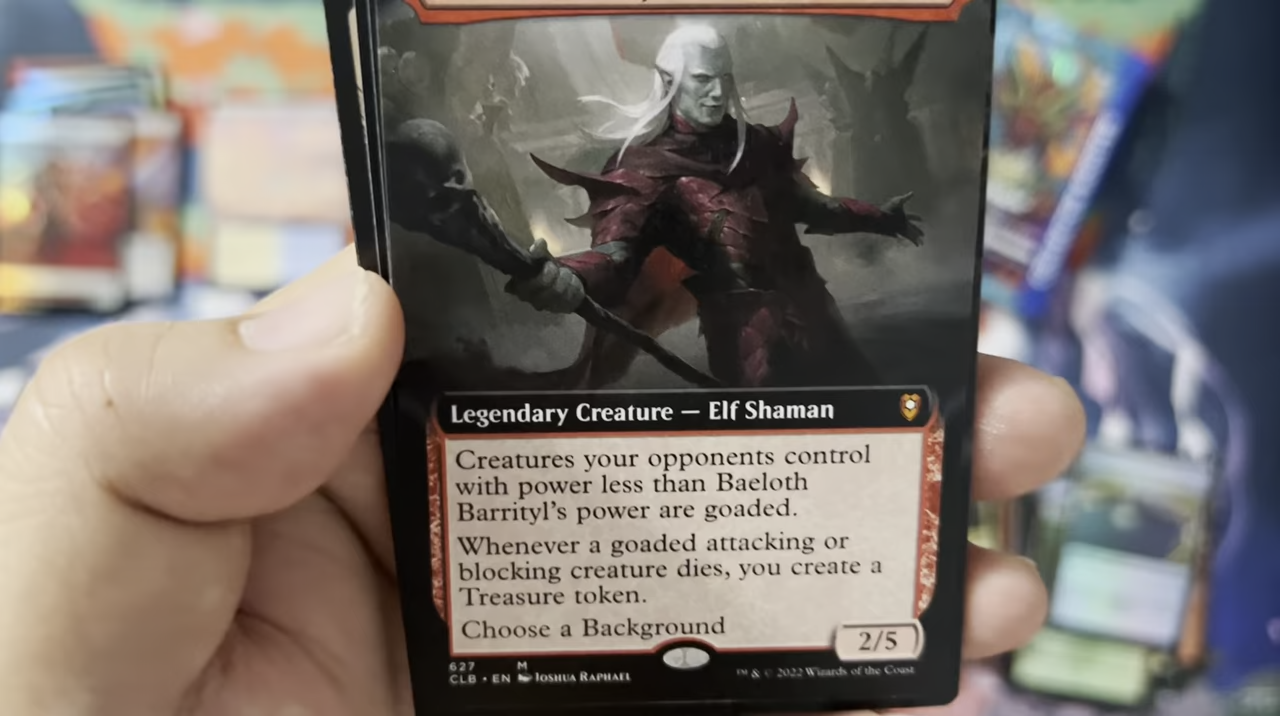 Legendary Creature — Elf Shaman
Creatures your opponents control
with power less than Baeloth
Barrityl's power are goaded.
Whenever a goaded attacking or
blocking creature dies, you create a
Treasure token.
Choose a Background
2/5
627 M
CLB • EN JOSHUA RAPHAEL
™ & © 2022 Wizards of the Coast